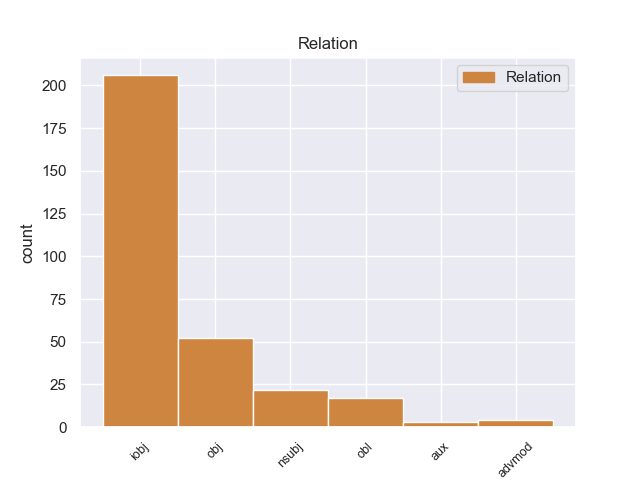 Relation
Relation
count
200
175
150
125
100
75
50
25
0
iobj
obj
nsubj
obl
aux
advmod